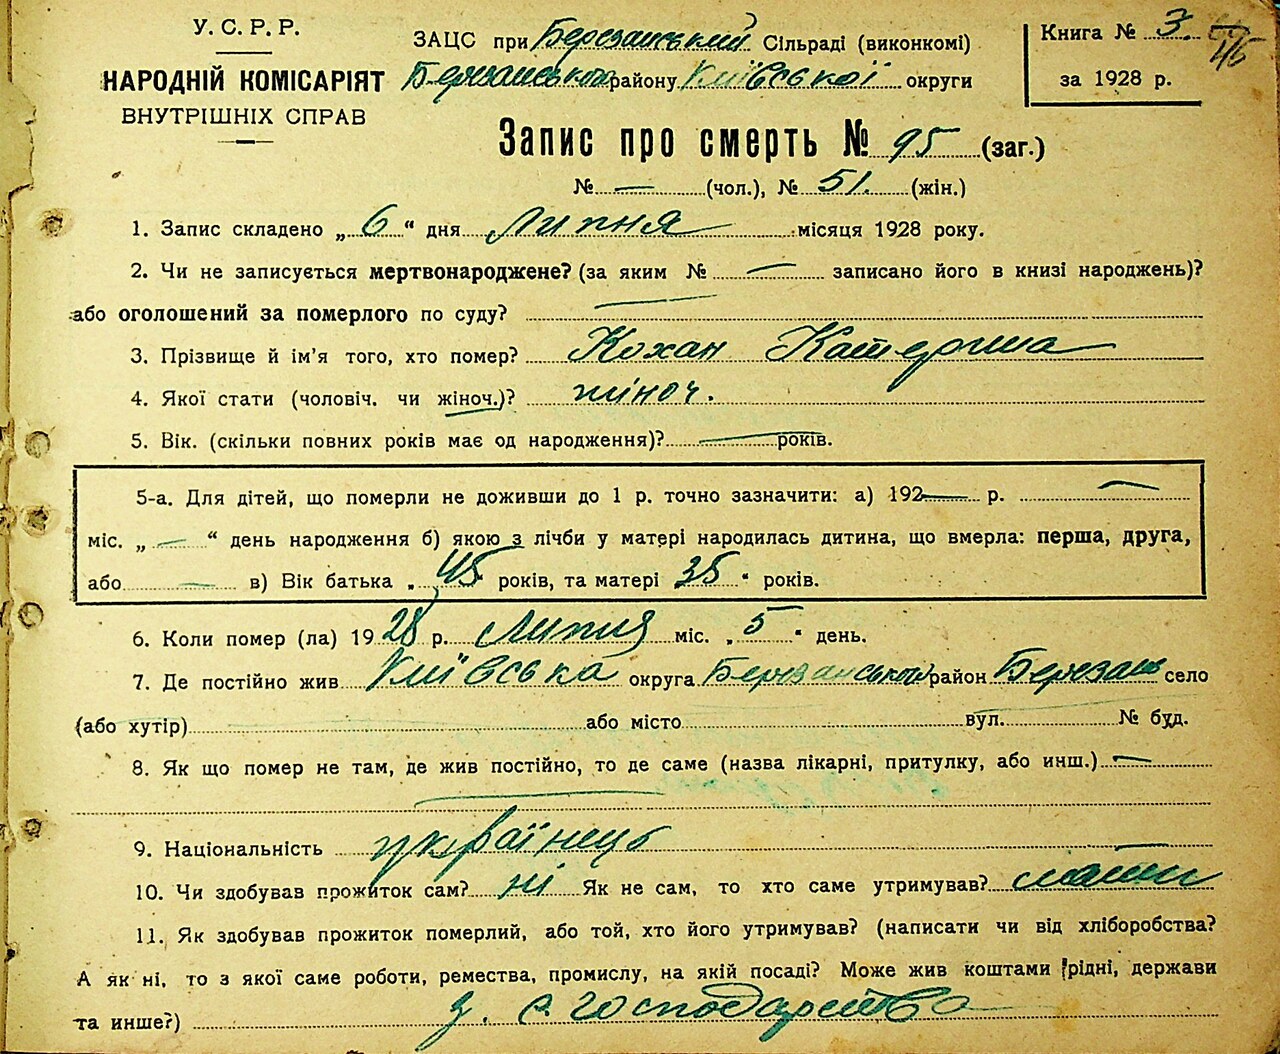 У. С. Р. Р.
НАРОДНІЙ КОМІСАРІЯТ
ВНУТРІШНІХ СПРАВ
ЗАЦС при Березанський Сільраді (виконкомі)
Березанського району Київської округи
Книга № 3.
за 1928 р.
Запис про смерть № 95 (заг.)
№ — (чол.), № 51. (жін.)
1. Запис складено „ 6 “ дня Липня місяця 1928 року.
2. Чи не записується мертвонароджене? (за яким № — записано його в книзі народжень)?
або оголошений за померлого по суду? —
3. Прізвище й ім’я того, хто помер? Кохан Катерина
4. Якої стати (чоловіч. чи жіноч.)? жіноч.
5. Вік. (скільки повних років має од народження)? — років.
5-а. Для дітей, що померли не доживши до 1 р. точно зазначити: а) 192— р. —
міс. „ — “ день народження б) якою з лічби у матері народилась дитина, що вмерла: перша, друга,
або — в) Вік батька „ 45 років, та матері 35 “ років.
6. Коли помер (ла) 1928 р. Липня міс. „ 5 “ день.
7. Де постійно жив Київська округа Березанський район Березань село
(або хутір) — або місто — вул. — № буд.
8. Як що помер не там, де жив постійно, то де саме (назва лікарні, притулку, або инш.) —
—
9. Національність українець
10. Чи здобував прожиток сам? ні Як не сам, то хто саме утримував? мати
11. Як здобував прожиток померлий, або той, хто його утримував? (написати чи від хліборобства?
А як ні, то з якої саме роботи, ремества, промислу, на якій посаді? Може жив коштами рідні, держави
та инше?) з. с. господарства